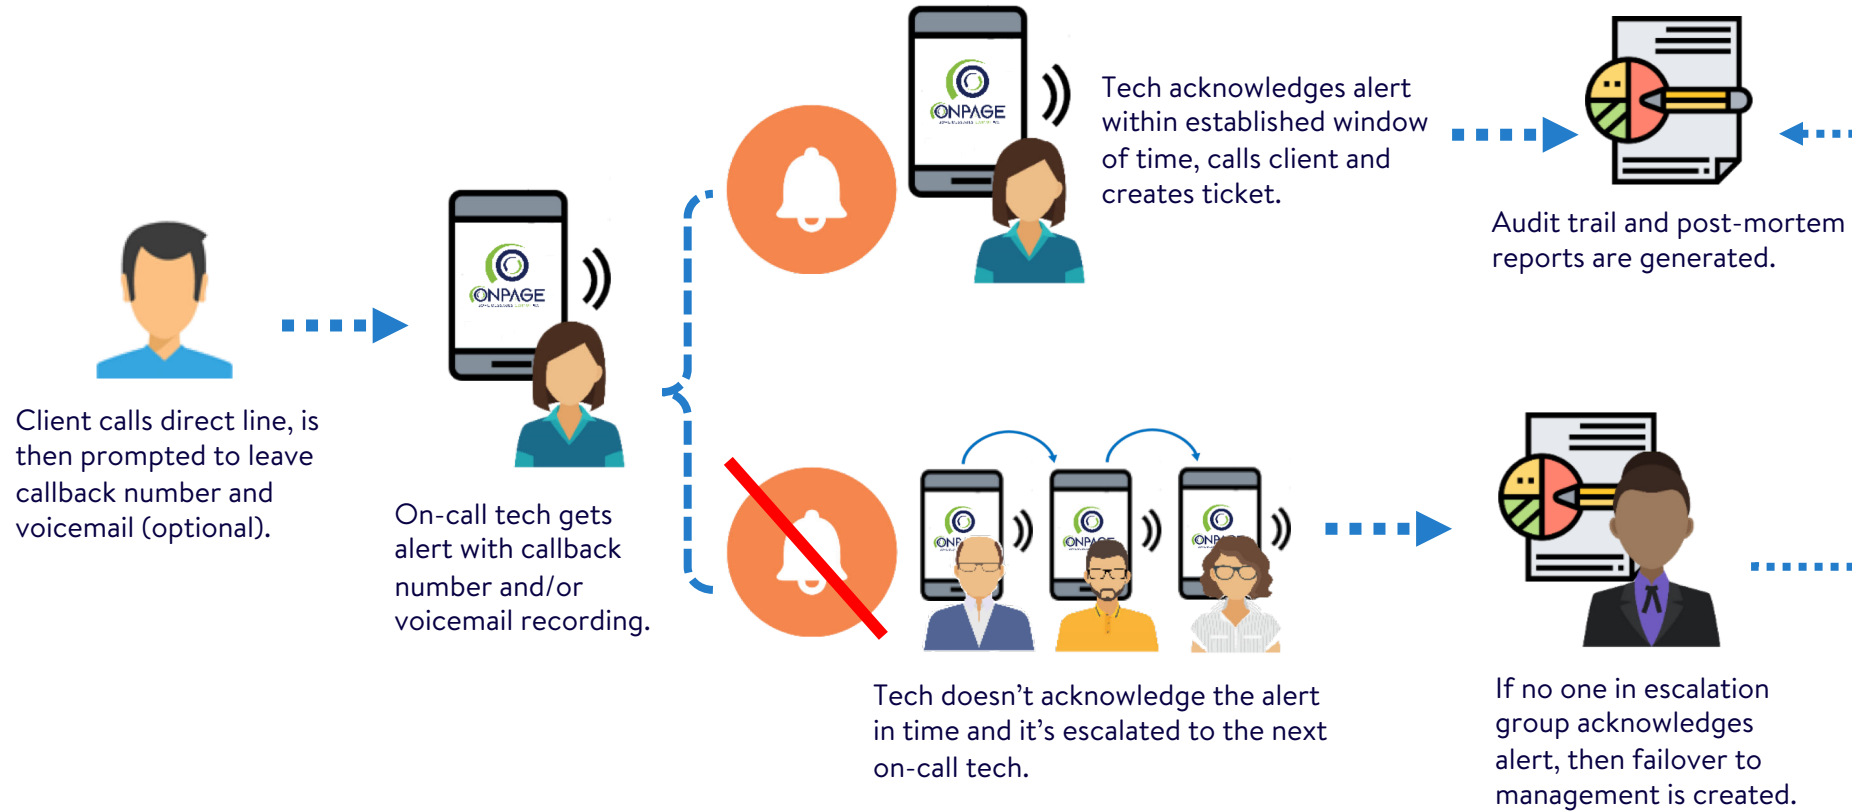 Client calls direct line, is
then prompted to leave
callback number and
voicemail (optional).
ONPAGE
On-call tech gets
alert with callback
number and/or
voicemail recording.
ONPAGE
Tech acknowledges alert
within established window
of time, calls client and
creates ticket.
Audit trail and post-mortem
reports are generated.
Tech doesn’t acknowledge the alert
in time and it’s escalated to the next
on-call tech.
If no one in escalation
group acknowledges
alert, then failover to
management is created.